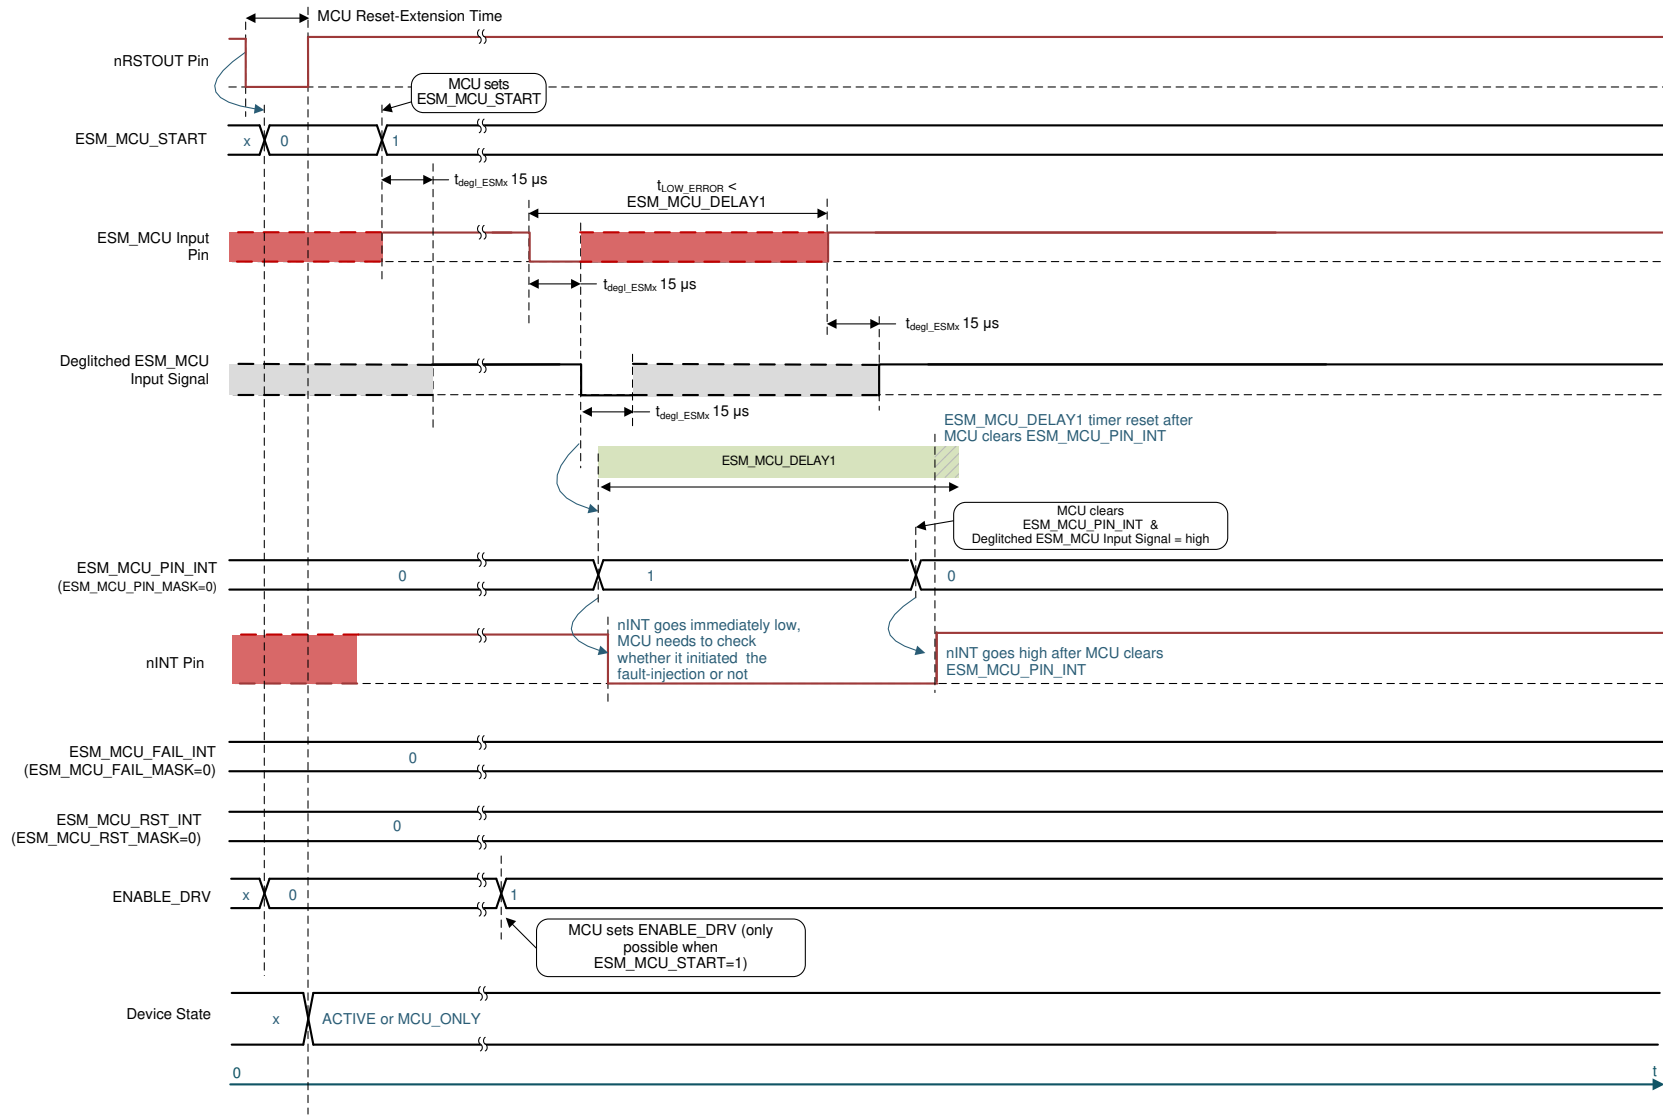 MCU Reset-Extension Time
nRSTOUT Pin
MCU sets
ESM_MCU_START
ESM_MCU_START
x
0
1
tdegl_ESMx 15 µs
tLOW_ERROR <
ESM_MCU_DELAY1
ESM_MCU Input
Pin
tdegl_ESMx 15 µs
tdegl_ESMx 15 µs
Deglitched ESM_MCU
Input Signal
tdegl_ESMx 15 µs
ESM_MCU_DELAY1 timer reset after
MCU clears ESM_MCU_PIN_INT
ESM_MCU_DELAY1
MCU clears
ESM_MCU_PIN_INT &
Deglitched ESM_MCU Input Signal = high
ESM_MCU_PIN_INT
(ESM_MCU_PIN_MASK=0)
0
1
0
nINT Pin
nINT goes immediately low,
MCU needs to check
whether it initiated the
fault-injection or not
nINT goes high after MCU clears
ESM_MCU_PIN_INT
ESM_MCU_FAIL_INT
(ESM_MCU_FAIL_MASK=0)
0
ESM_MCU_RST_INT
(ESM_MCU_RST_MASK=0)
0
ENABLE_DRV
x
0
1
MCU sets ENABLE_DRV (only
possible when
ESM_MCU_START=1)
Device State
x
ACTIVE or MCU_ONLY
0
t